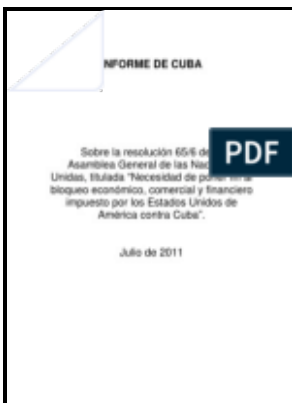 NFORME DE CUBA
PDF
Sobre la resolución 65/6 de
Asamblea General de las Nac
Unidas, titulada "Necesidad de poner fin al
bloqueo económico, comercial y financiero
impuesto por los Estados Unidos de
América contra Cuba".
Julio de 2011